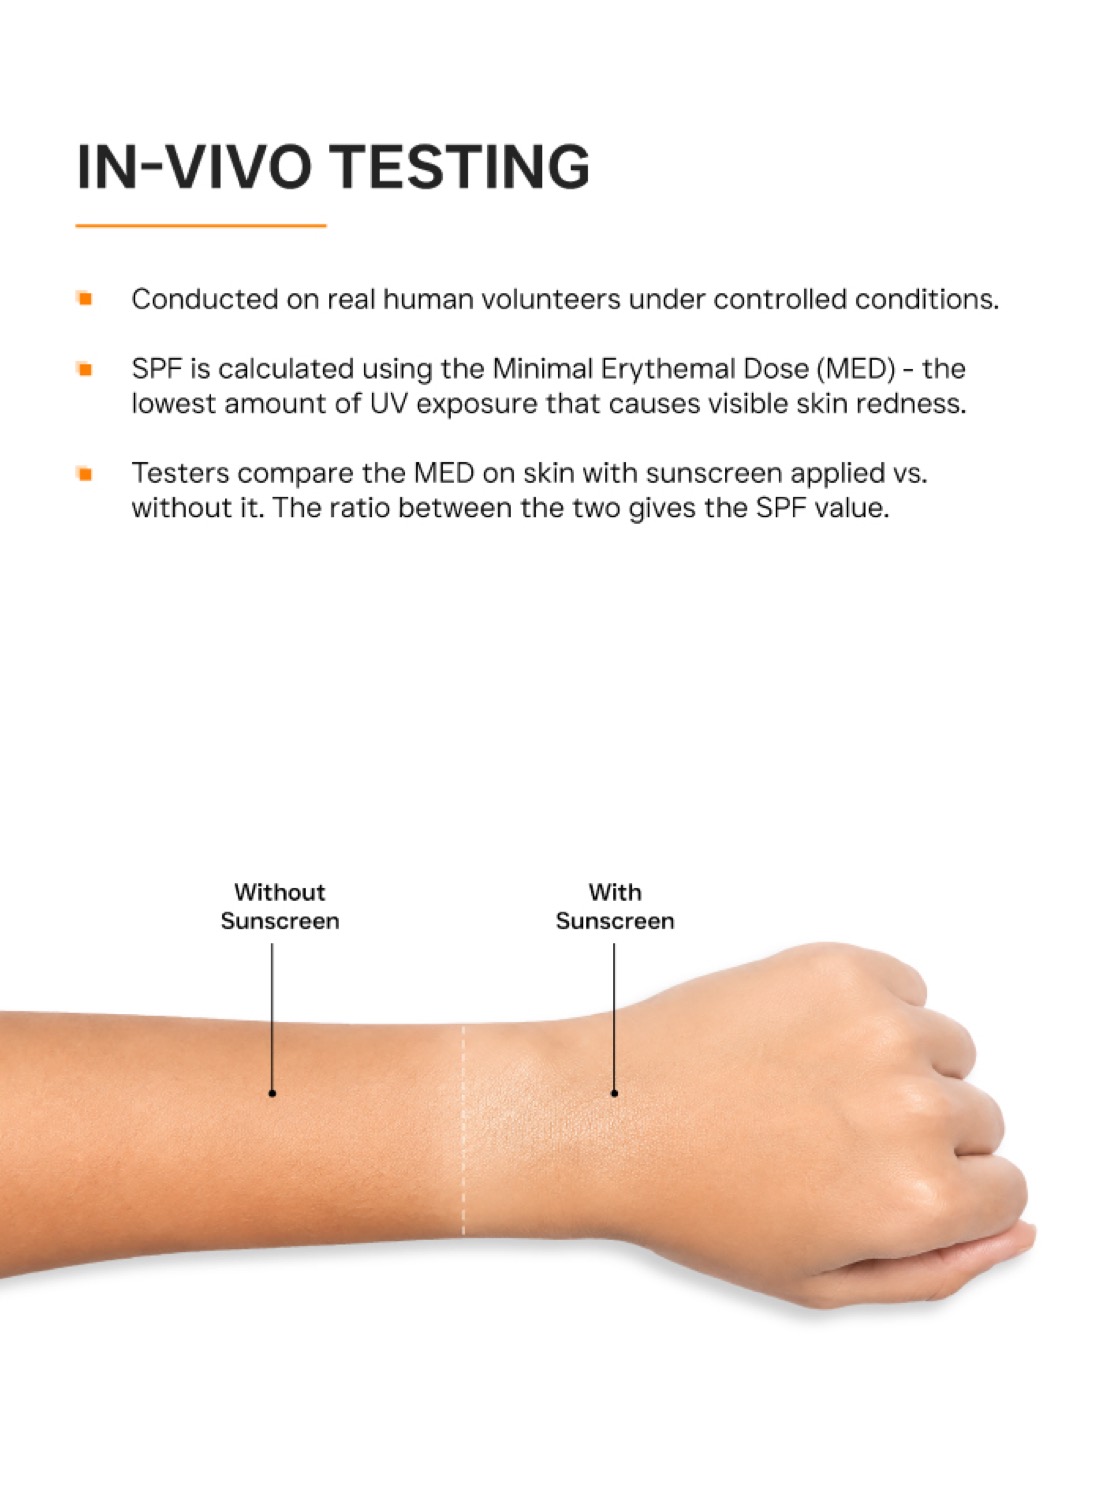 IN-VIVO TESTING
Conducted on real human volunteers under controlled conditions.
SPF is calculated using the Minimal Erythemal Dose (MED) - the
lowest amount of UV exposure that causes visible skin redness.
Testers compare the MED on skin with sunscreen applied vs.
without it. The ratio between the two gives the SPF value.
Without
Sunscreen
With
Sunscreen